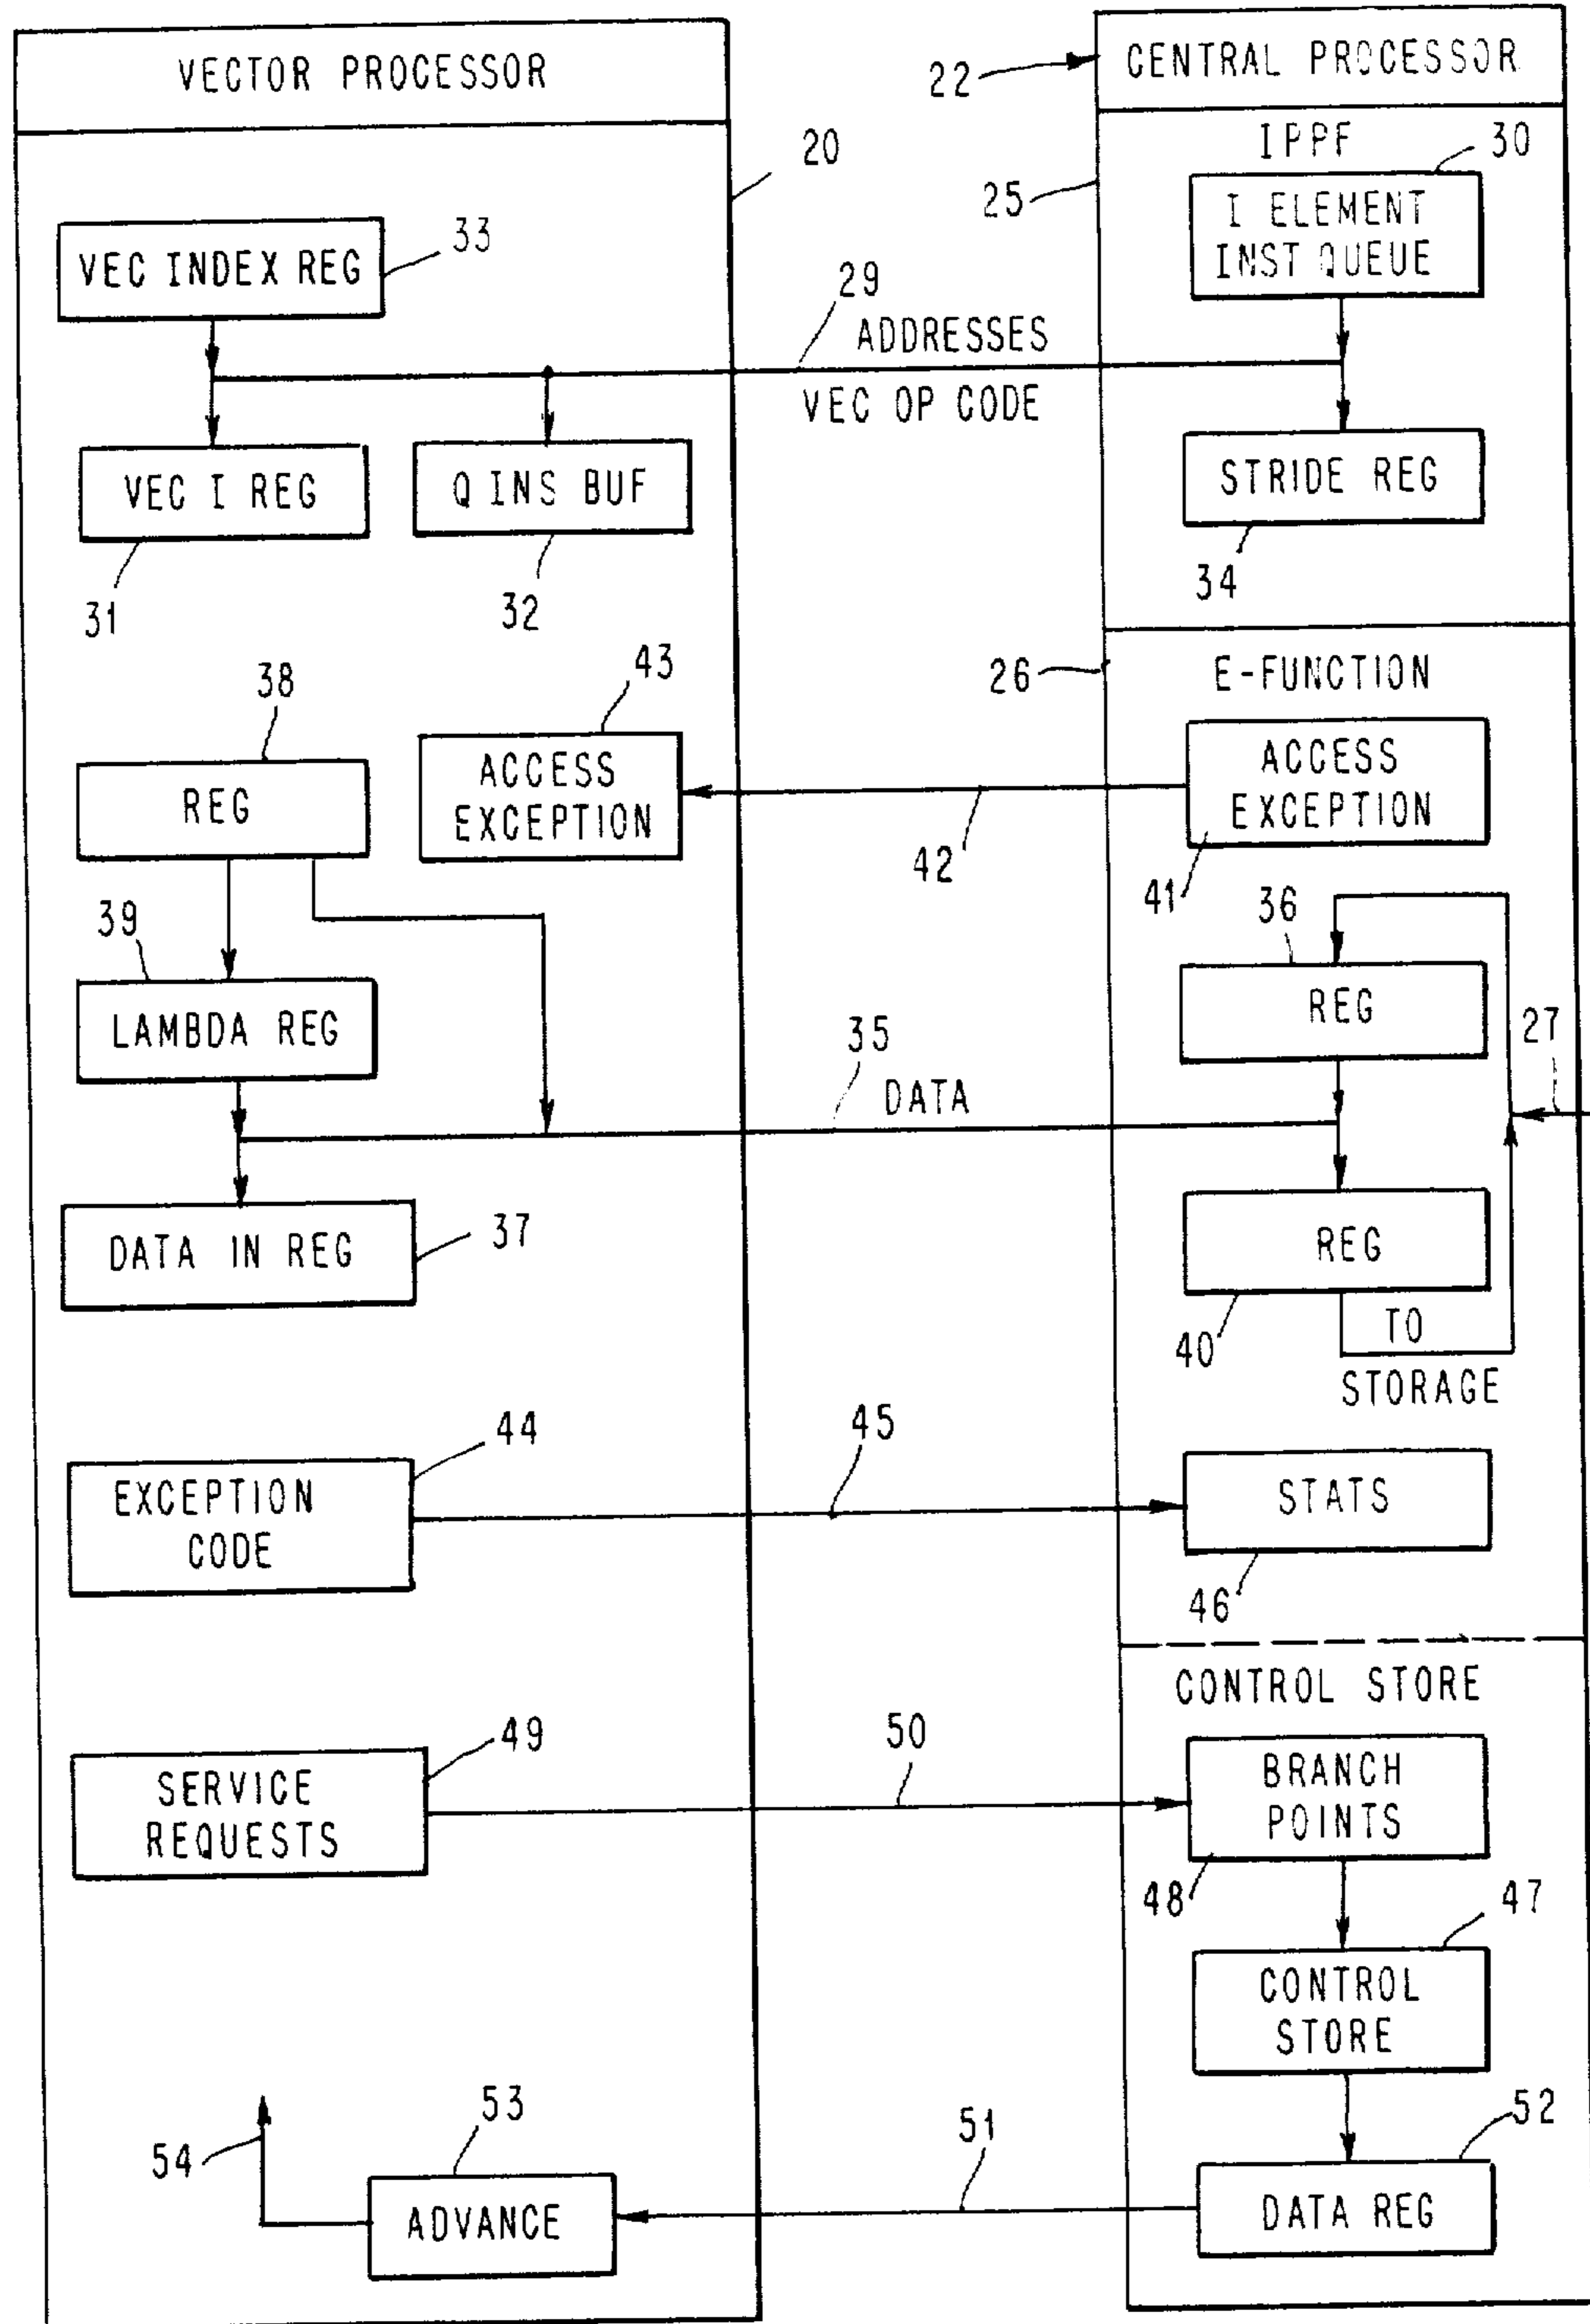 VECTOR PROCESSOR
22
CENTRAL PROCESSOR
20
25
IPPF
30
I ELEMENT
INST QUEUE
VEC INDEX REG
33
29
ADDRESSES
VEC OP CODE
VEC I REG
Q INS BUF
STRIDE REG
31
32
34
26
E-FUNCTION
38
43
REG
ACCESS
EXCEPTION
ACCESS
EXCEPTION
42
41
39
36
LAMBDA REG
REG
27
35
DATA
DATA IN REG
37
REG
40
TO
STORAGE
44
45
EXCEPTION
CODE
STATS
46
CONTROL STORE
49
50
SERVICE
REQUESTS
BRANCH
POINTS
48
47
CONTROL
STORE
53
51
52
54
ADVANCE
DATA REG